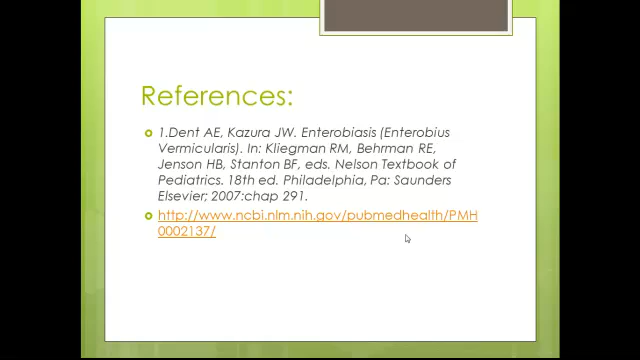 References:
1.Dent AE, Kazura JW. Enterobiasis (Enterobius
Vermicularis). In: Kliegman RM, Behrman RE,
Jenson HB, Stanton BF, eds. Nelson Textbook of
Pediatrics. 18th ed. Philadelphia, Pa: Saunders
Elsevier; 2007:chap 291.
http://www.ncbi.nlm.nih.gov/pubmedhealth/PMH
0002137/